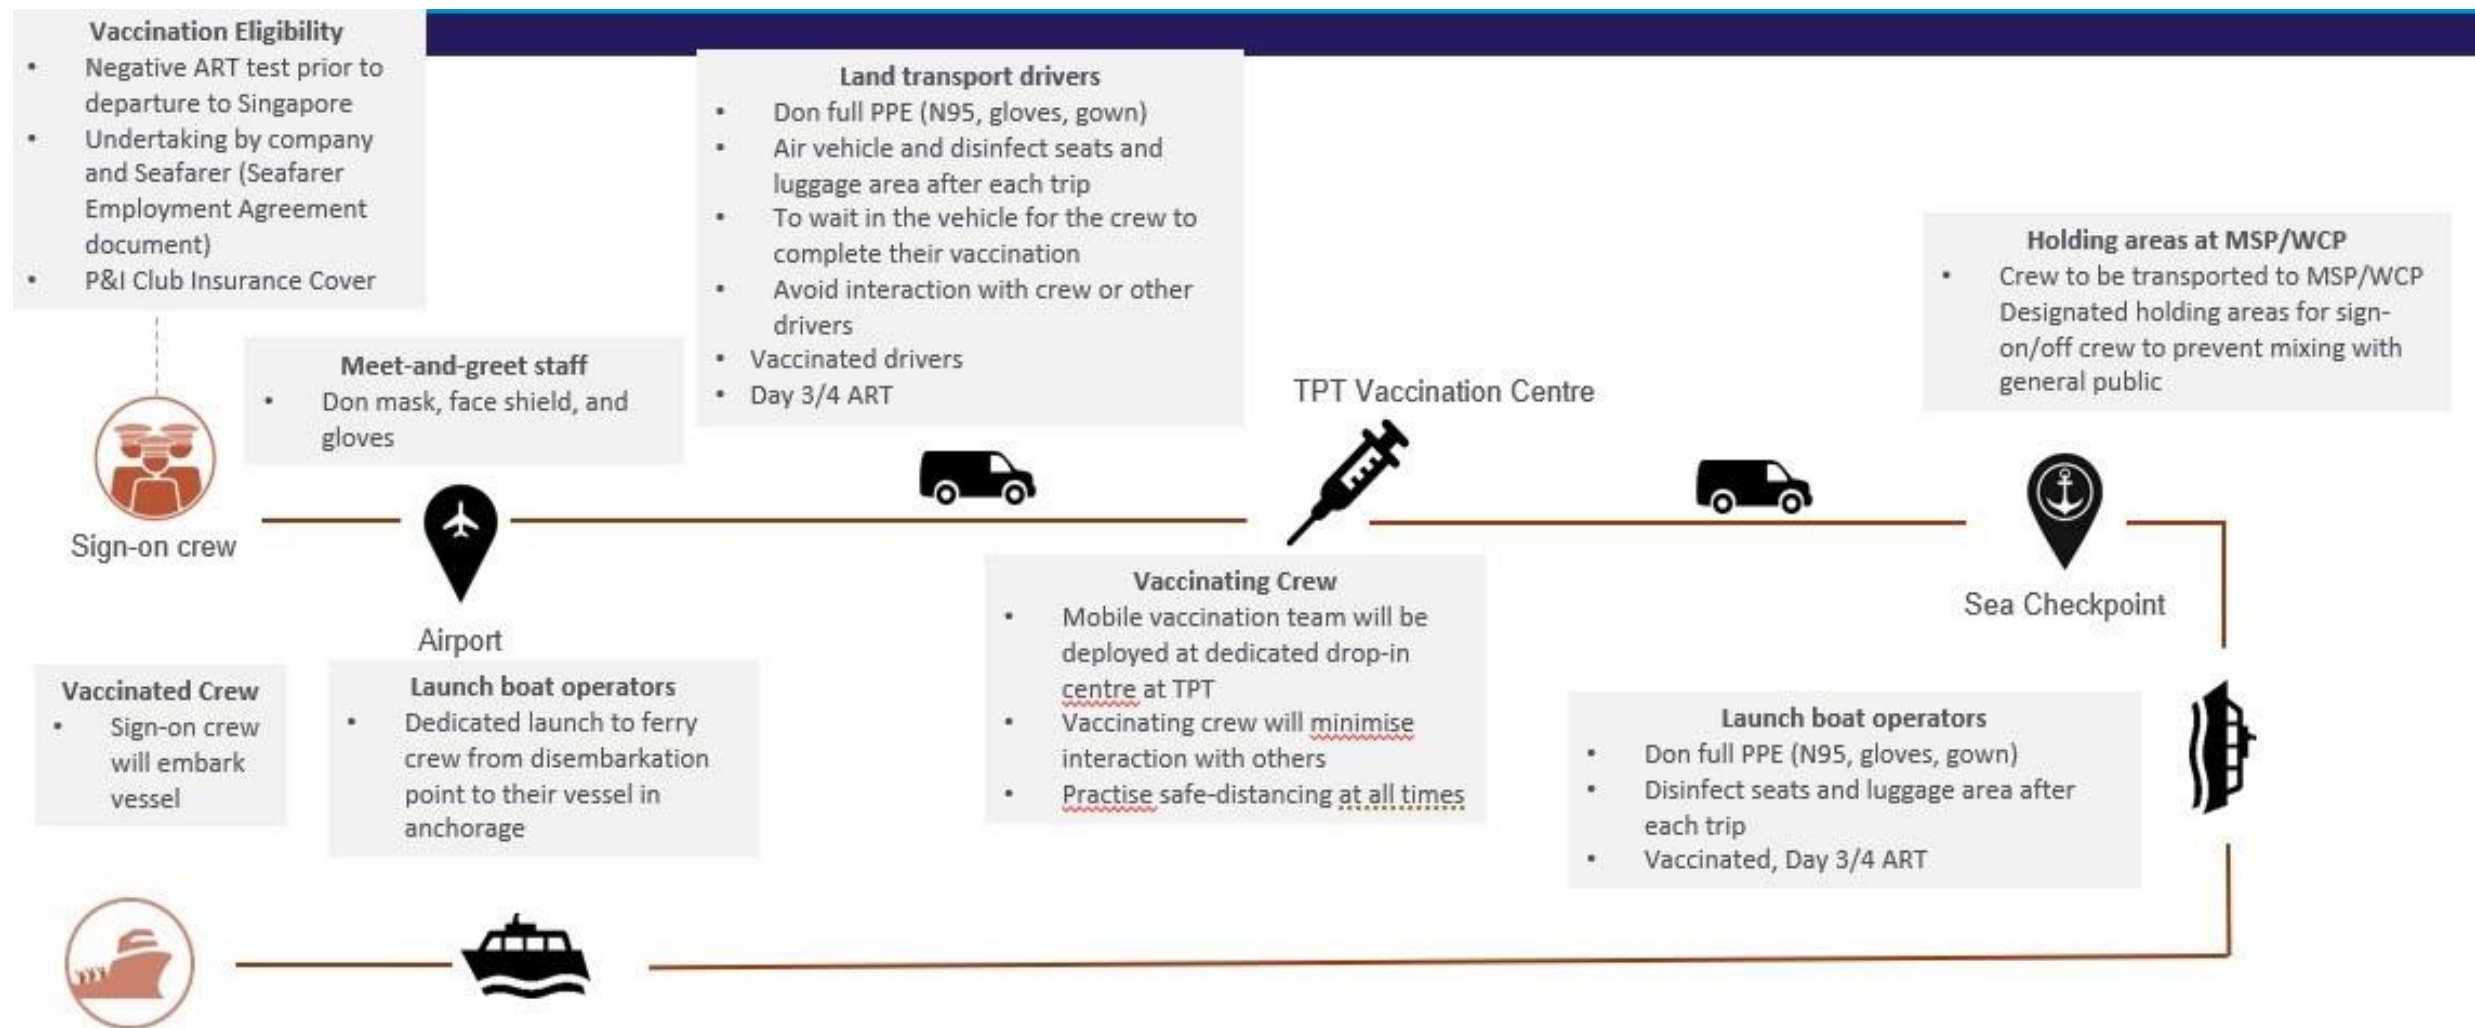 Vaccination Eligibility
• Negative ART test prior to
departure to Singapore
• Undertaking by company
and Seafarer (Seafarer
Employment Agreement
document)
• P&I Club Insurance Cover
Sign-on crew
Meet-and-greet staff
• Don mask, face shield, and
gloves
Airport
Land transport drivers
• Don full PPE (N95, gloves, gown)
• Air vehicle and disinfect seats and
luggage area after each trip
• To wait in the vehicle for the crew to
complete their vaccination
• Avoid interaction with crew or other
drivers
• Vaccinated drivers
• Day 3/4 ART
TPT Vaccination Centre
Vaccinating Crew
• Mobile vaccination team will be
deployed at dedicated drop-in
centre at TPT
• Vaccinating crew will minimise
interaction with others
• Practise safe-distancing at all times
Holding areas at MSP/WCP
• Crew to be transported to MSP/WCP
Designated holding areas for sign-
on/off crew to prevent mixing with
general public
Sea Checkpoint
Launch boat operators
• Don full PPE (N95, gloves, gown)
• Disinfect seats and luggage area after
each trip
• Vaccinated, Day 3/4 ART
Launch boat operators
• Dedicated launch to ferry
crew from disembarkation
point to their vessel in
anchorage
Vaccinated Crew
• Sign-on crew
will embark
vessel